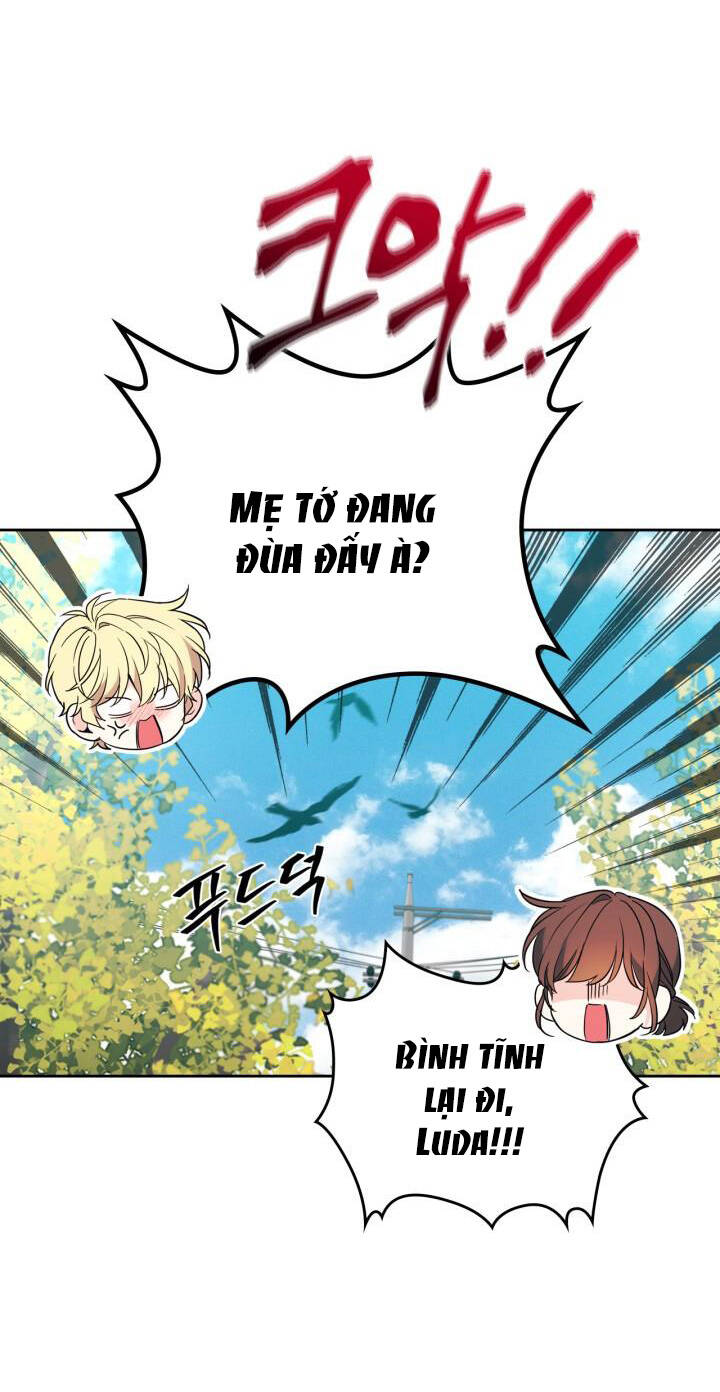 크악!!
MẸ TỚ ĐANG
ĐÙA ĐẤY À?
푸드덕
BÌNH TĨNH
LẠI ĐI,
LUDA!!!